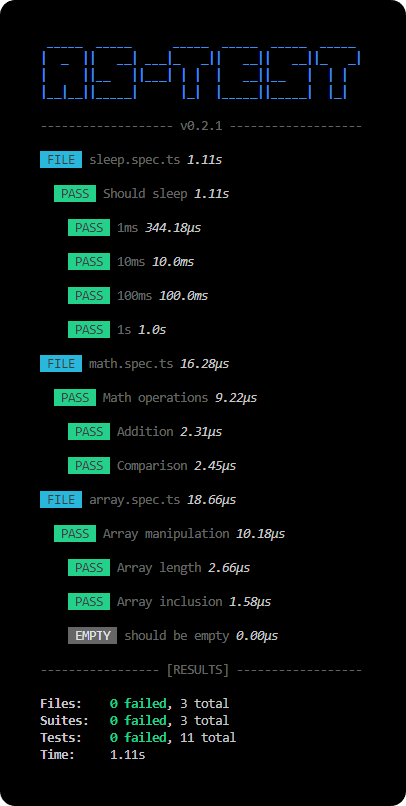 AS-TEST
------------------- v0.2.1 -------------------
FILE sleep.spec.ts 1.11s
PASS Should sleep 1.11s
PASS 1ms 344.18μs
PASS 10ms 10.0ms
PASS 100ms 100.0ms
PASS 1s 1.0s
FILE math.spec.ts 16.28μs
PASS Math operations 9.22μs
PASS Addition 2.31μs
PASS Comparison 2.45μs
FILE array.spec.ts 18.66μs
PASS Array manipulation 10.18μs
PASS Array length 2.66μs
PASS Array inclusion 1.58μs
EMPTY should be empty 0.00μs
----------------- [RESULTS] ------------------
Files: 0 failed, 3 total
Suites: 0 failed, 3 total
Tests: 0 failed, 11 total
Time: 1.11s